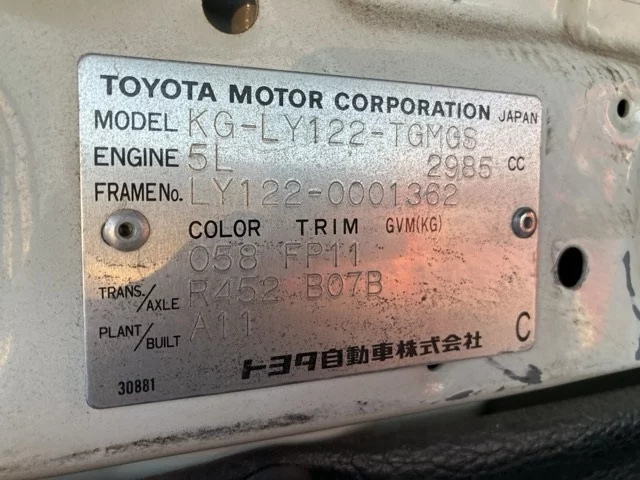 TOYOTA MOTOR CORPORATION JAPAN
MODEL KG-LY122-TGMGS
ENGINE 5L 2985 CC
FRAME No. LY122-0001362
COLOR TRIM GVM(KG)
058 FP11
TRANS./AXLE R452 B07B
PLANT/BUILT A11
C
トヨタ自動車株式会社
30881